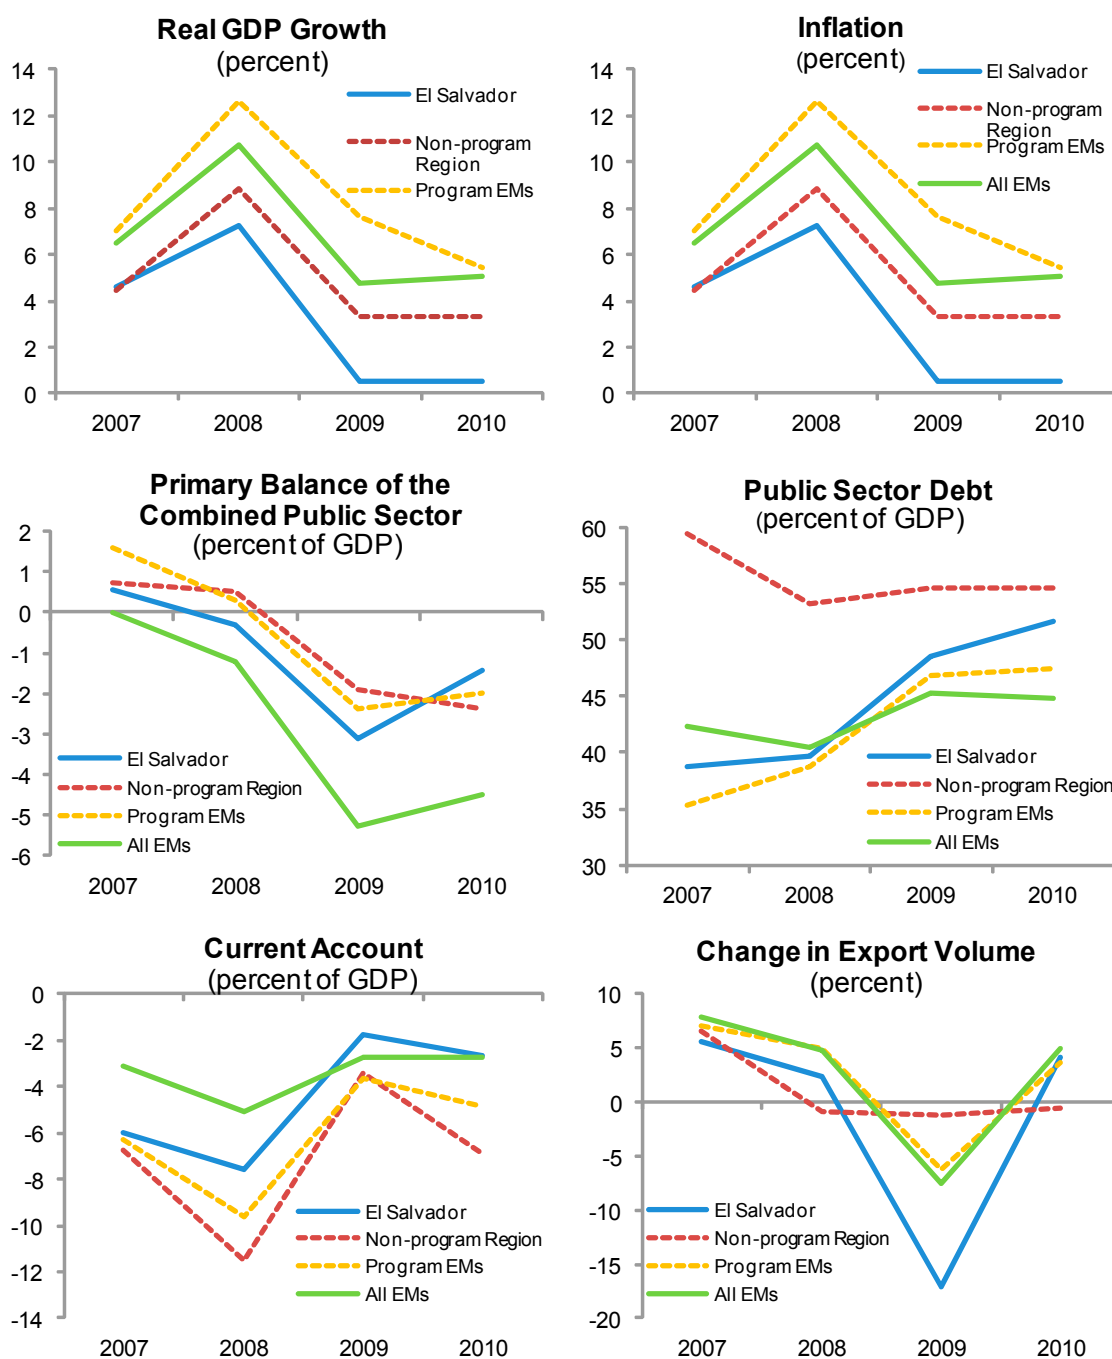 Real GDP Growth
(percent)
14
12
10
8
6
4
2
0
El Salvador
Non-program
Region
Program EMs
2007 2008 2009 2010
Inflation
(percent)
14
12
10
8
6
4
2
0
El Salvador
Non-program
Region
Program EMs
All EMs
2007 2008 2009 2010
Primary Balance of the
Combined Public Sector
(percent of GDP)
2
1
0
-1
-2
-3
-4
-5
-6
El Salvador
Non-program Region
Program EMs
All EMs
2007 2008 2009 2010
Public Sector Debt
(percent of GDP)
60
55
50
45
40
35
30
El Salvador
Non-program Region
Program EMs
All EMs
2007 2008 2009 2010
Current Account
(percent of GDP)
0
-2
-4
-6
-8
-10
-12
-14
El Salvador
Non-program Region
Program EMs
All EMs
2007 2008 2009 2010
Change in Export Volume
(percent)
10
5
0
-5
-10
-15
-20
El Salvador
Non-program Region
Program EMs
All EMs
2007 2008 2009 2010